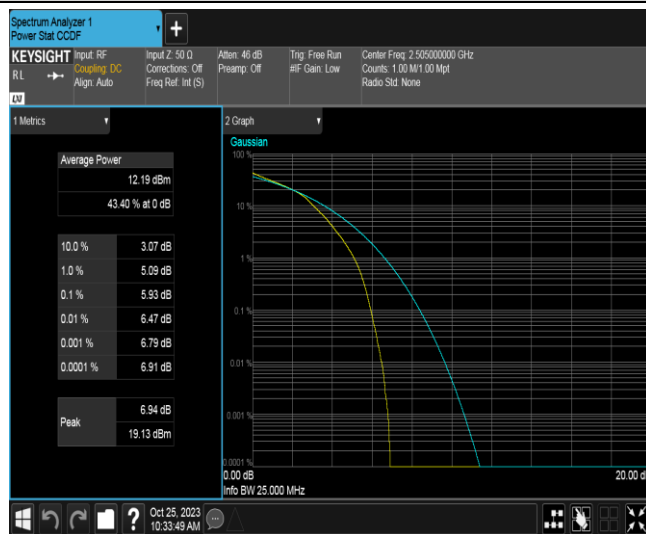 Spectrum Analyzer 1
Power Stat CCDF
+
KEYSIGHT
RL
LXI
Input: RF
Coupling: DC
Align: Auto
Input Z: 50 Ω
Corrections: Off
Freq Ref: Int (S)
Atten: 46 dB
Preamp: Off
Trig: Free Run
#IF Gain: Low
Center Freq: 2.505000000 GHz
Counts: 1.00 M/1.00 Mpt
Radio Std: None
1 Metrics
Average Power
12.19 dBm
43.40 % at 0 dB
10.0 % 3.07 dB
1.0 % 5.09 dB
0.1 % 5.93 dB
0.01 % 6.47 dB
0.001 % 6.79 dB
0.0001 % 6.91 dB
Peak 6.94 dB
19.13 dBm
2 Graph
Gaussian
100 %
10 %
1 %
0.1 %
0.01 %
0.001 %
0.0001 %
0.00 dB 20.00 d
Info BW 25.000 MHz
?
Oct 25, 2023
10:33:49 AM